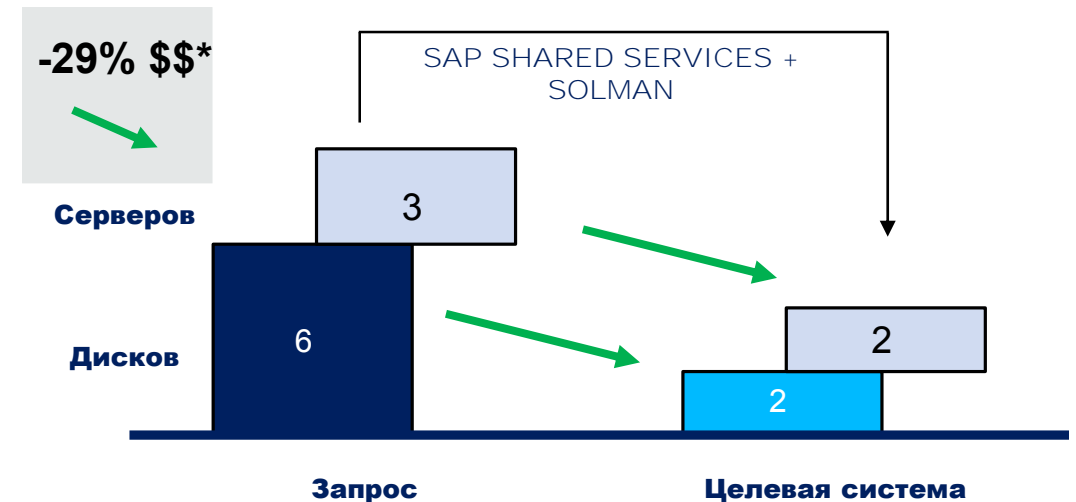 -29% $$*
SAP SHARED SERVICES +
SOLMAN
Серверов
3
Дисков
6
2
2
Запрос
Целевая система